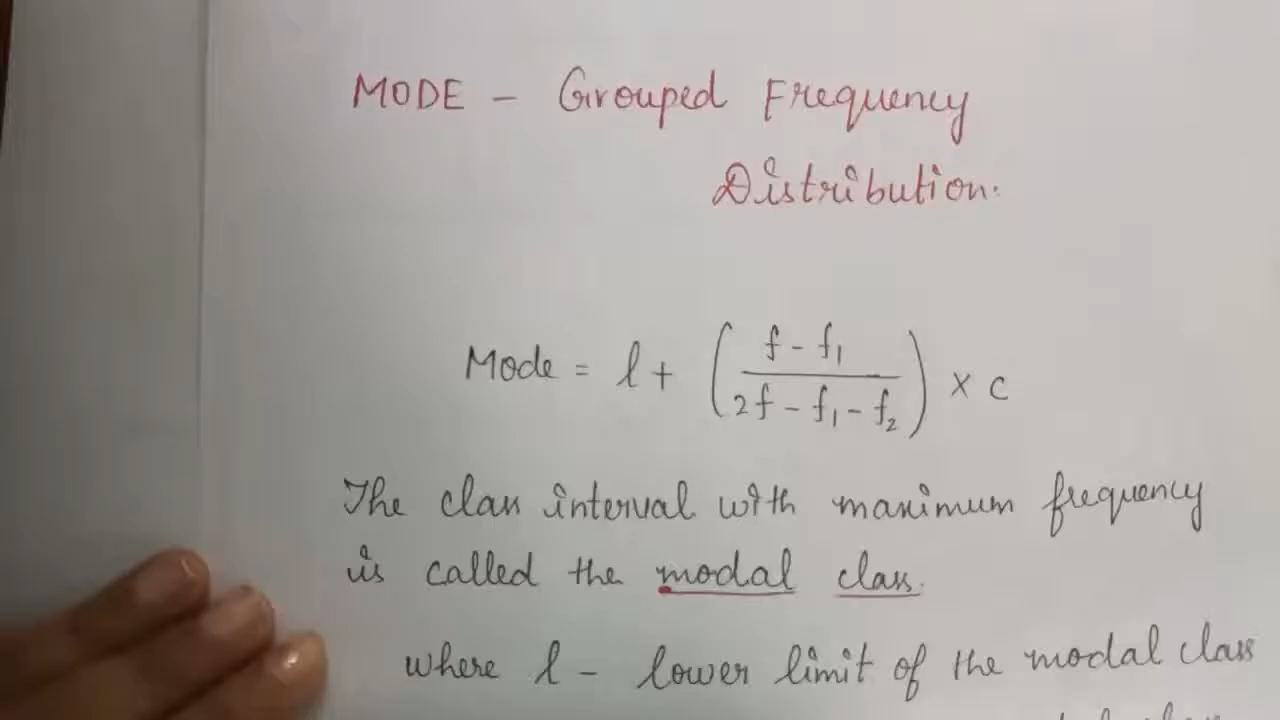 MODE - Grouped Frequency
Distribution.
Mode = l + ( f - f₁ / 2f - f₁ - f₂ ) × c
The class interval with maximum frequency
is called the modal class.
where l - lower limit of the modal class